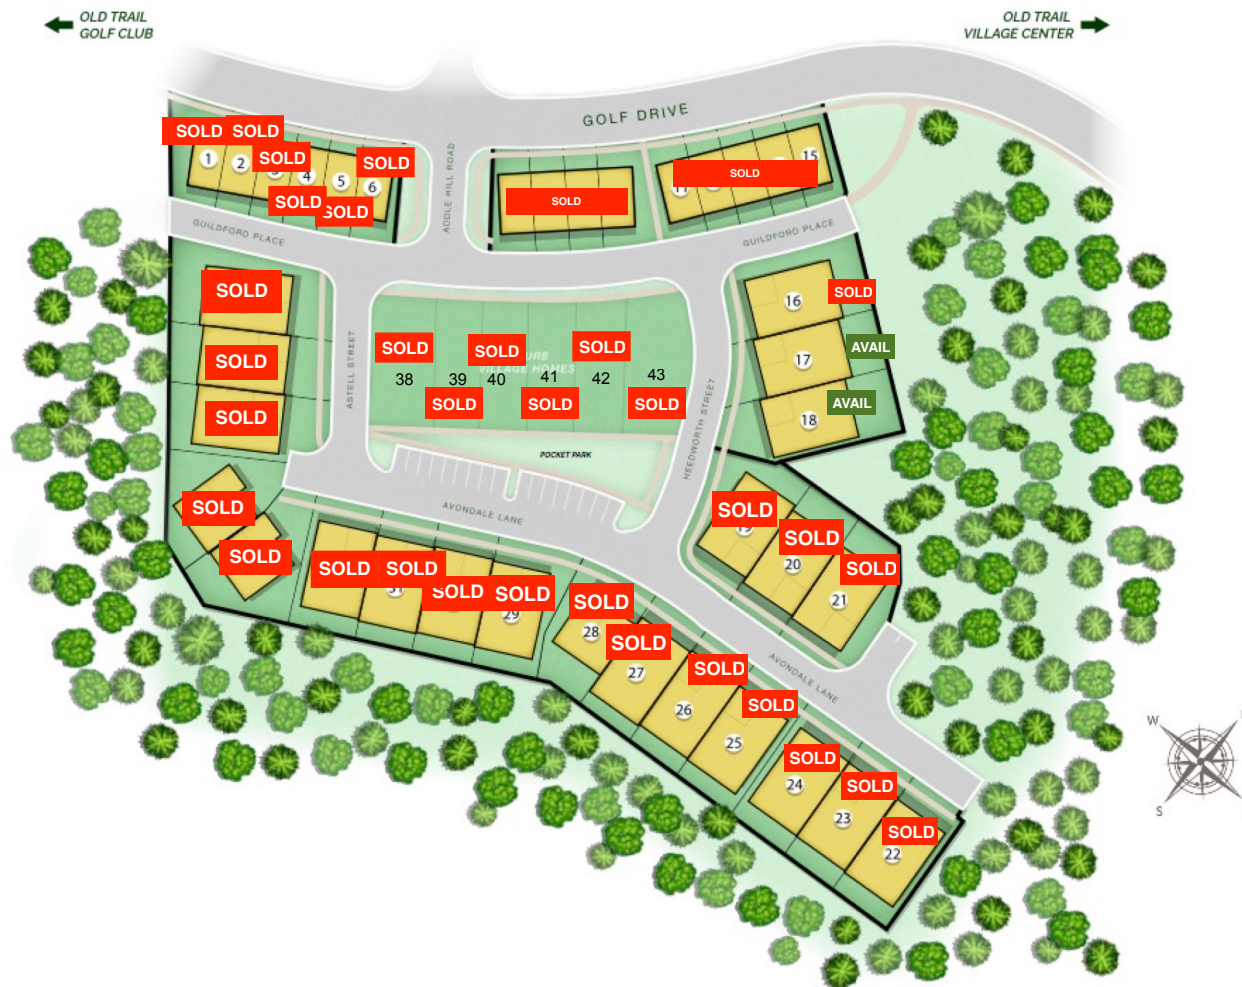 OLD TRAIL
GOLF CLUB
OLD TRAIL
VILLAGE CENTER
GOLF DRIVE
ADDLE HILL ROAD
SOLD
SOLD
SOLD
SOLD
SOLD
SOLD
1
2
4
5
6
SOLD
SOLD
15
GUILDFORD PLACE
GUILDFORD PLACE
SOLD
SOLD
SOLD
ASTELL STREET
SOLD
SOLD
SOLD
VILLAGE HOMES
38
39
40
41
42
43
SOLD
SOLD
SOLD
POCKET PARK
HEEDWORTH STREET
16
SOLD
17
AVAIL
18
AVAIL
SOLD
SOLD
AVONDALE LANE
SOLD
SOLD
SOLD
SOLD
29
SOLD
SOLD
20
SOLD
21
SOLD
28
SOLD
27
SOLD
26
SOLD
25
AVONDALE LANE
SOLD
24
SOLD
23
SOLD
22
W
S